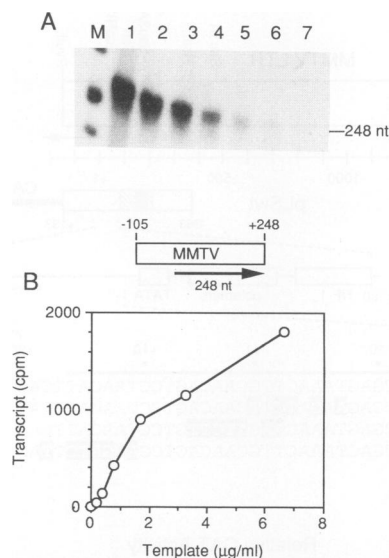 A
M 1 2 3 4 5 6 7
248 nt
-105 +248
MMTV
248 nt
B
2000
1000
0
Transcript (cpm)
0 2 4 6 8
Template (µg/ml)